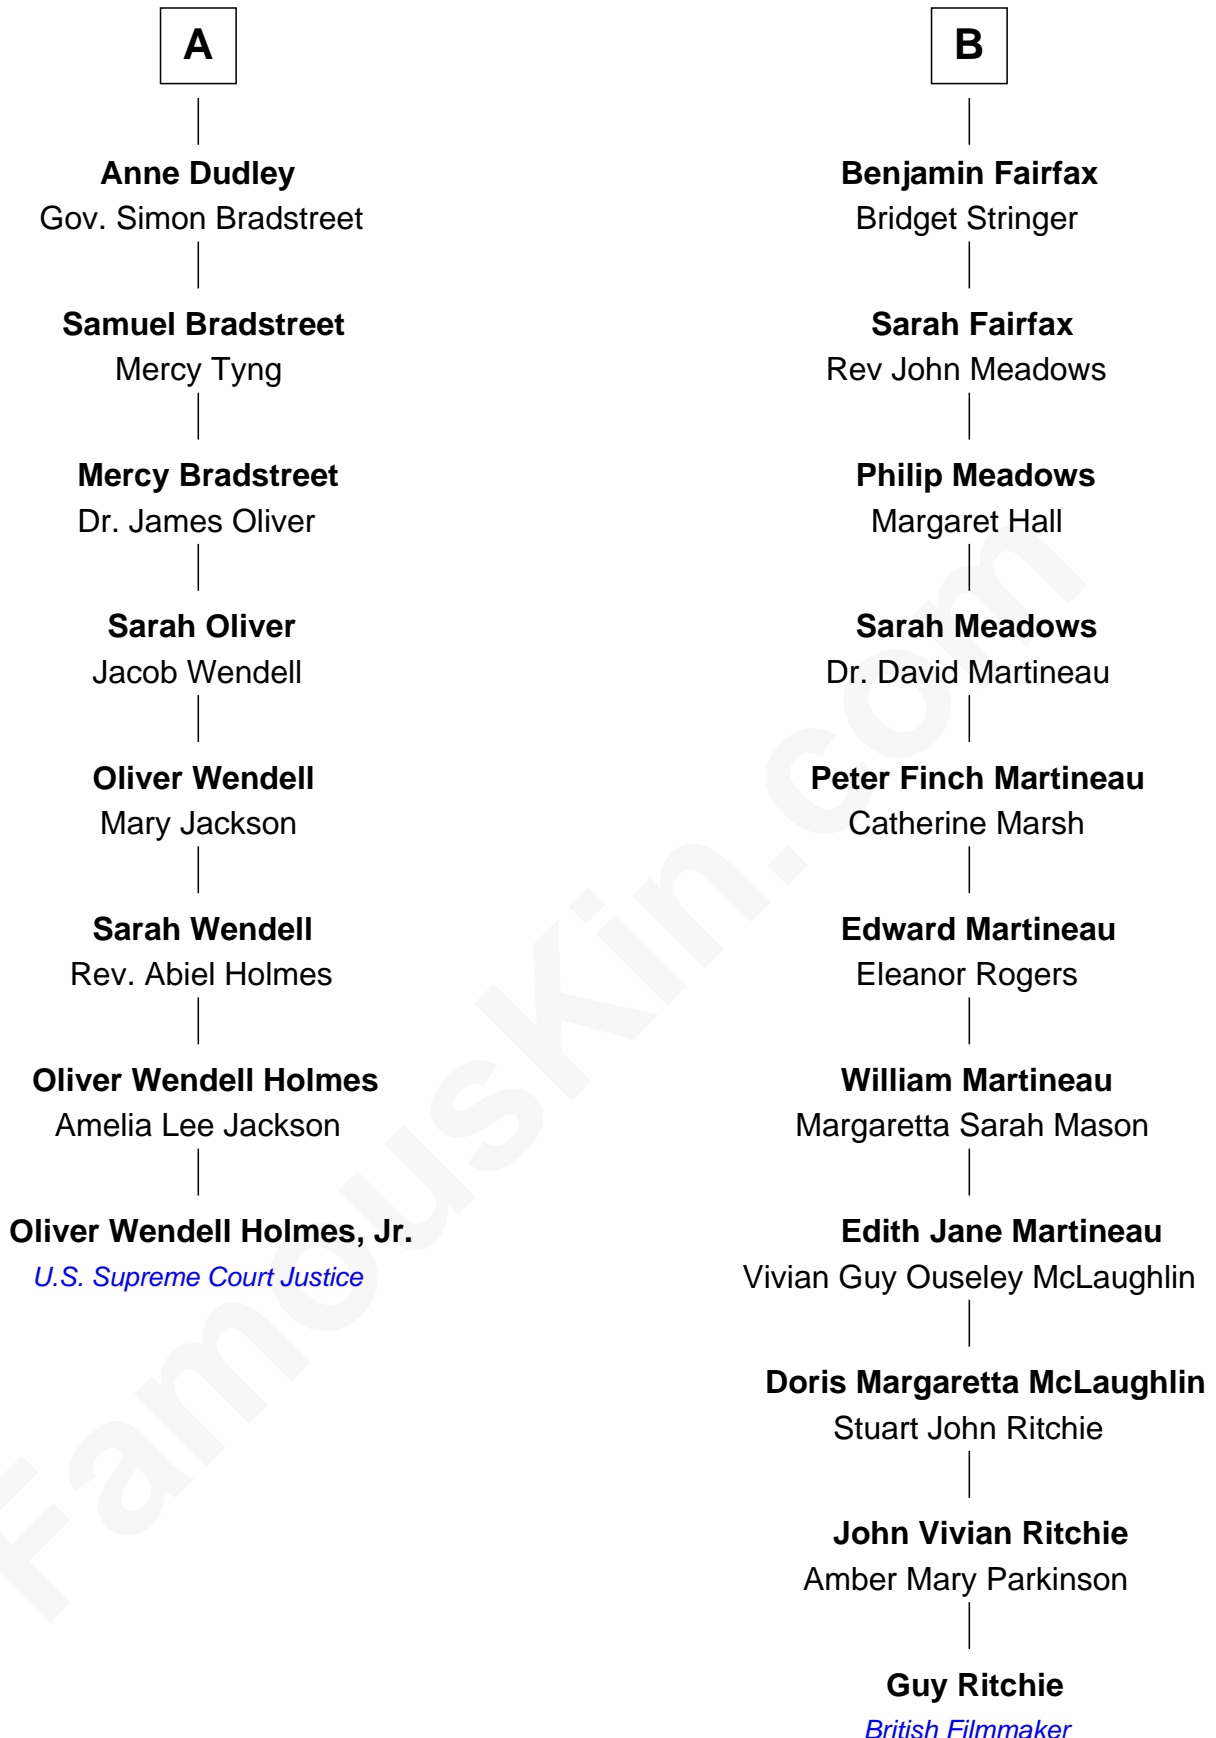 A
Anne Dudley
Gov. Simon Bradstreet
Samuel Bradstreet
Mercy Tyng
Mercy Bradstreet
Dr. James Oliver
Sarah Oliver
Jacob Wendell
Oliver Wendell
Mary Jackson
Sarah Wendell
Rev. Abiel Holmes
Oliver Wendell Holmes
Amelia Lee Jackson
Oliver Wendell Holmes, Jr.
U.S. Supreme Court Justice
B
Benjamin Fairfax
Bridget Stringer
Sarah Fairfax
Rev John Meadows
Philip Meadows
Margaret Hall
Sarah Meadows
Dr. David Martineau
Peter Finch Martineau
Catherine Marsh
Edward Martineau
Eleanor Rogers
William Martineau
Margaretta Sarah Mason
Edith Jane Martineau
Vivian Guy Ouseley McLaughlin
Doris Margaretta McLaughlin
Stuart John Ritchie
John Vivian Ritchie
Amber Mary Parkinson
Guy Ritchie
British Filmmaker
FamousKin.com